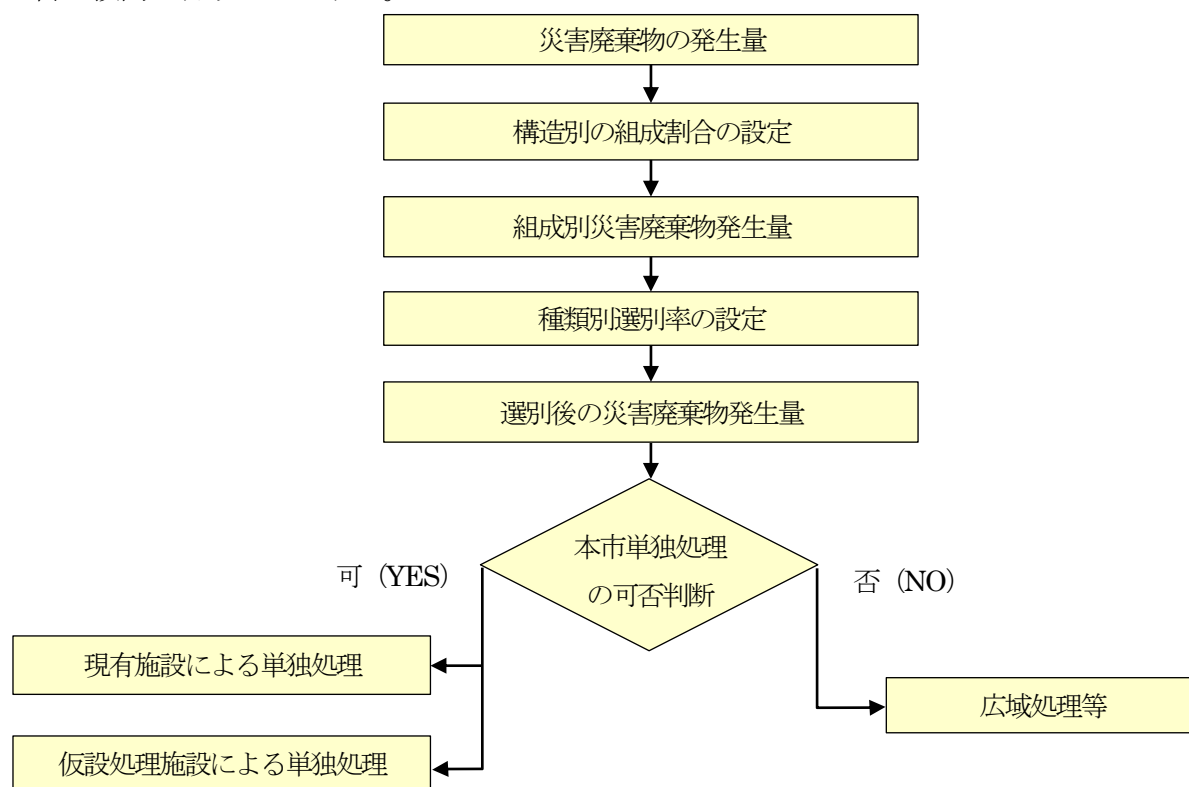 災害廃棄物の発生量
構造別の組成割合の設定
組成別災害廃棄物発生量
種類別選別率の設定
選別後の災害廃棄物発生量
本市単独処理
の可否判断
可（YES）
否（NO）
現有施設による単独処理
広域処理等
仮設処理施設による単独処理